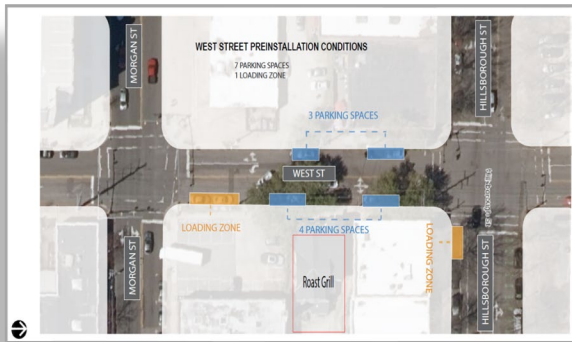 WEST STREET PREINSTALLATION CONDITIONS
7 PARKING SPACES
1 LOADING ZONE
MORGAN ST
HILLSBOROUGH ST
3 PARKING SPACES
WEST ST
LOADING ZONE
4 PARKING SPACES
LOADING ZONE
Roast Grill
MORGAN ST
HILLSBOROUGH ST